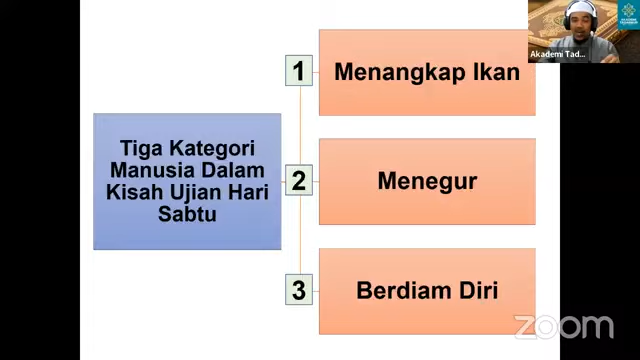 Tiga Kategori
Manusia Dalam
Kisah Ujian Hari
Sabtu
1
Menangkap Ikan
2
Menegur
3
Berdiam Diri
Akademi Tad...
zoom